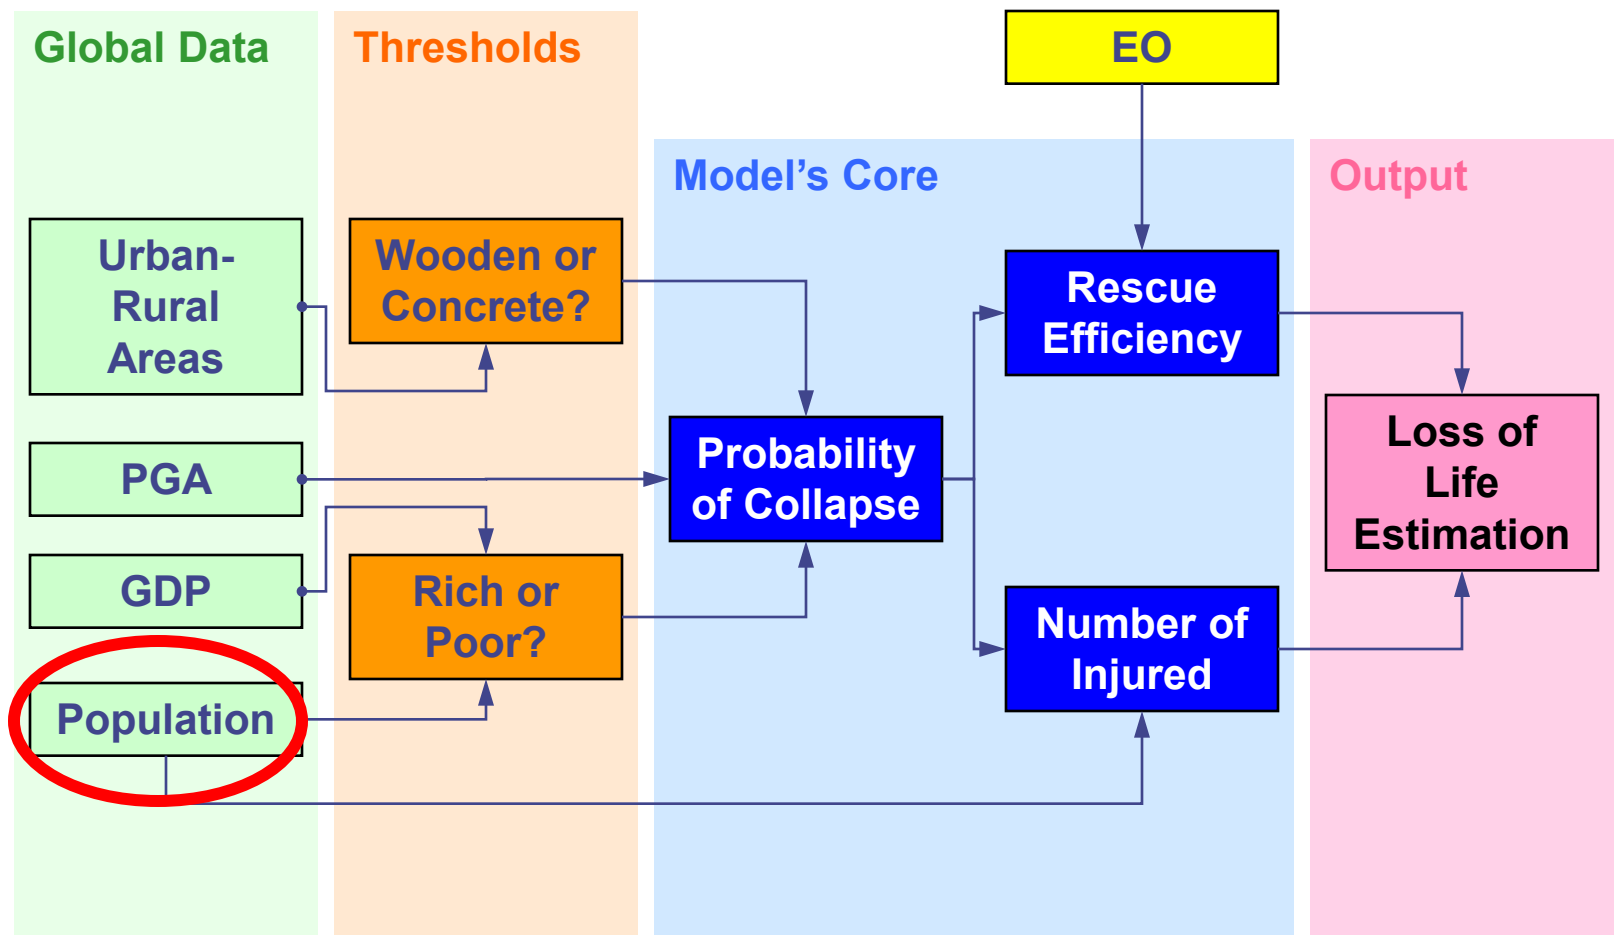 Global Data
Thresholds
EO
Model’s Core
Output
Urban-
Rural
Areas
Wooden or
Concrete?
Rescue
Efficiency
PGA
Probability
of Collapse
Loss of
Life
Estimation
GDP
Rich or
Poor?
Number of
Injured
Population